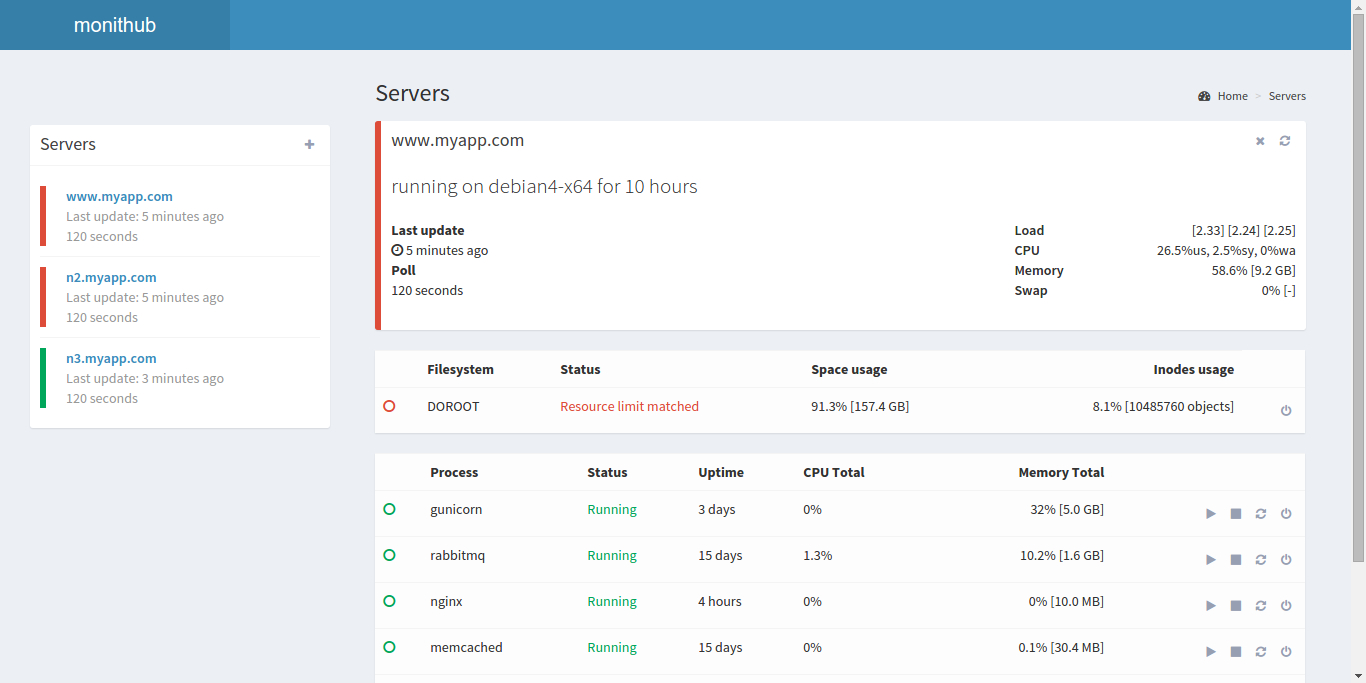 monithub
Servers
www.myapp.com
Last update: 5 minutes ago
120 seconds
n2.myapp.com
Last update: 5 minutes ago
120 seconds
n3.myapp.com
Last update: 3 minutes ago
120 seconds
Servers
Home > Servers
www.myapp.com
running on debian4-x64 for 10 hours
Last update
5 minutes ago
Poll
120 seconds
Load [2.33] [2.24] [2.25]
CPU 26.5%us, 2.5%sy, 0%wa
Memory 58.6% [9.2 GB]
Swap 0% [-]
Filesystem Status Space usage Inodes usage
DOROOT Resource limit matched 91.3% [157.4 GB] 8.1% [10485760 objects]
Process Status Uptime CPU Total Memory Total
gunicorn Running 3 days 0% 32% [5.0 GB]
rabbitmq Running 15 days 1.3% 10.2% [1.6 GB]
nginx Running 4 hours 0% 0% [10.0 MB]
memcached Running 15 days 0% 0.1% [30.4 MB]